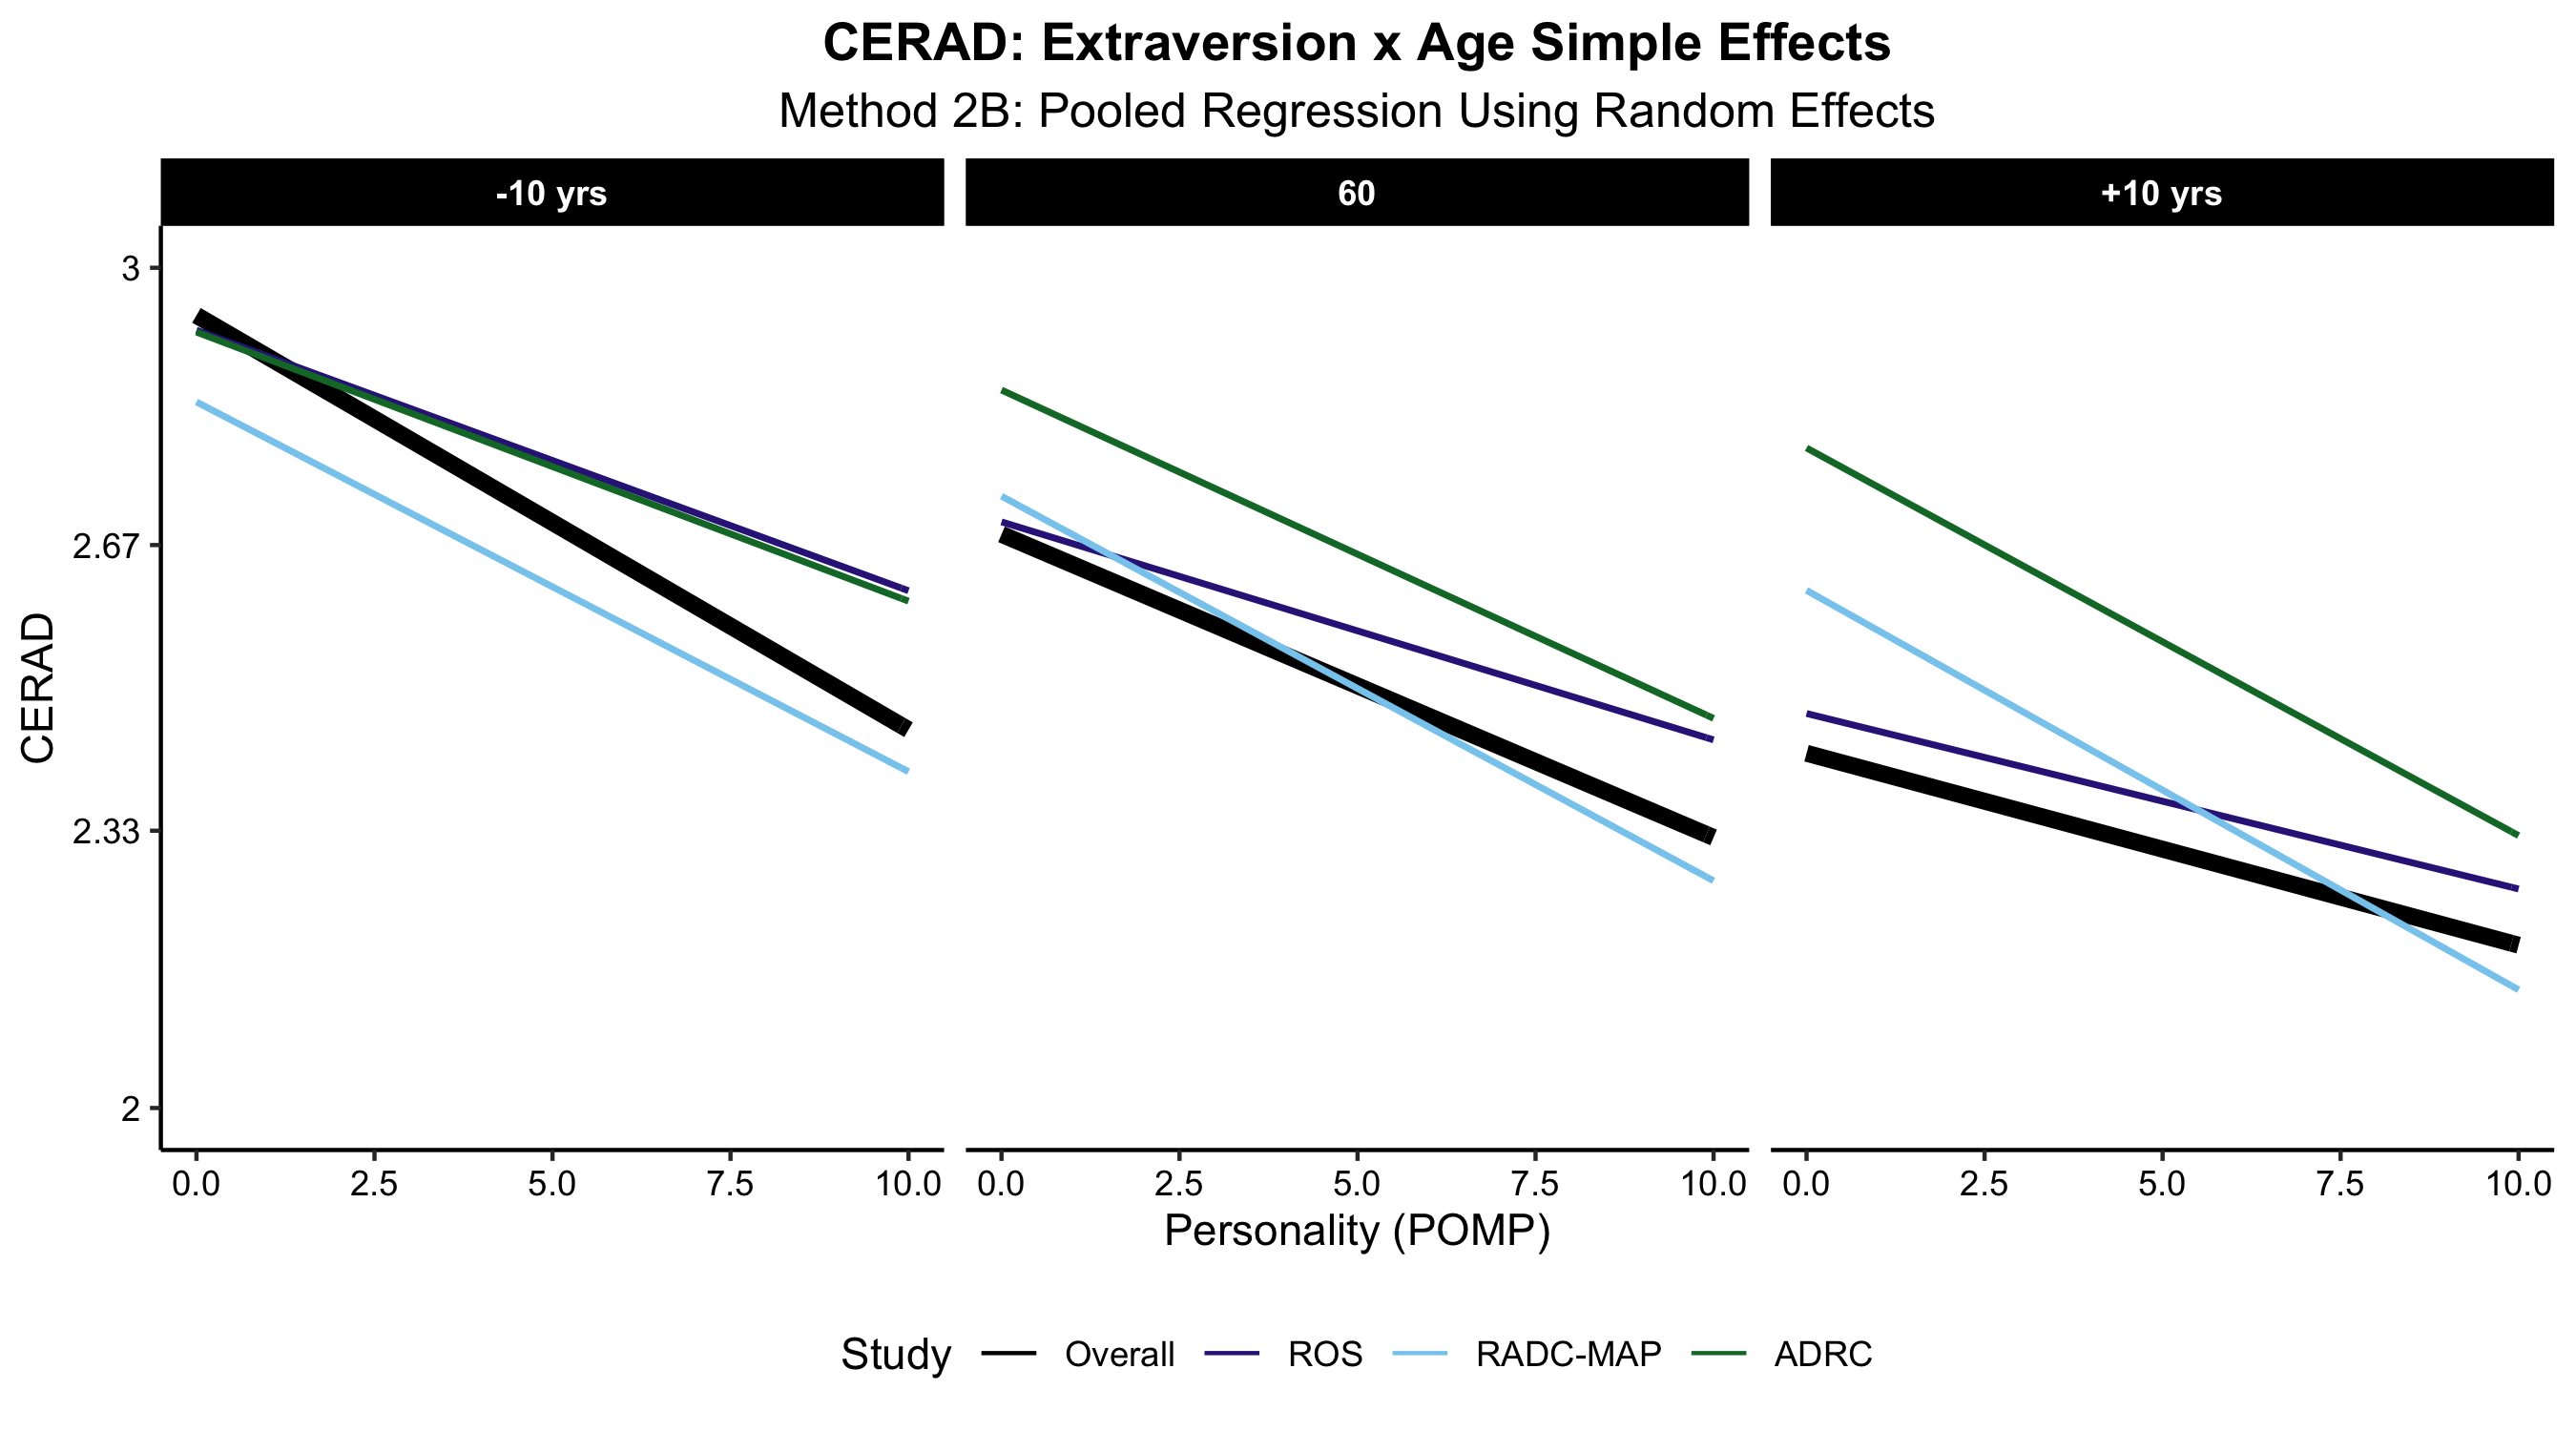 CERAD: Extraversion x Age Simple Effects
Method 2B: Pooled Regression Using Random Effects
-10 yrs 60 +10 yrs
3
2.67
2.33
2
CERAD
0.0 2.5 5.0 7.5 10.0 0.0 2.5 5.0 7.5 10.0 0.0 2.5 5.0 7.5 10.0
Personality (POMP)
Study Overall ROS RADC-MAP ADRC